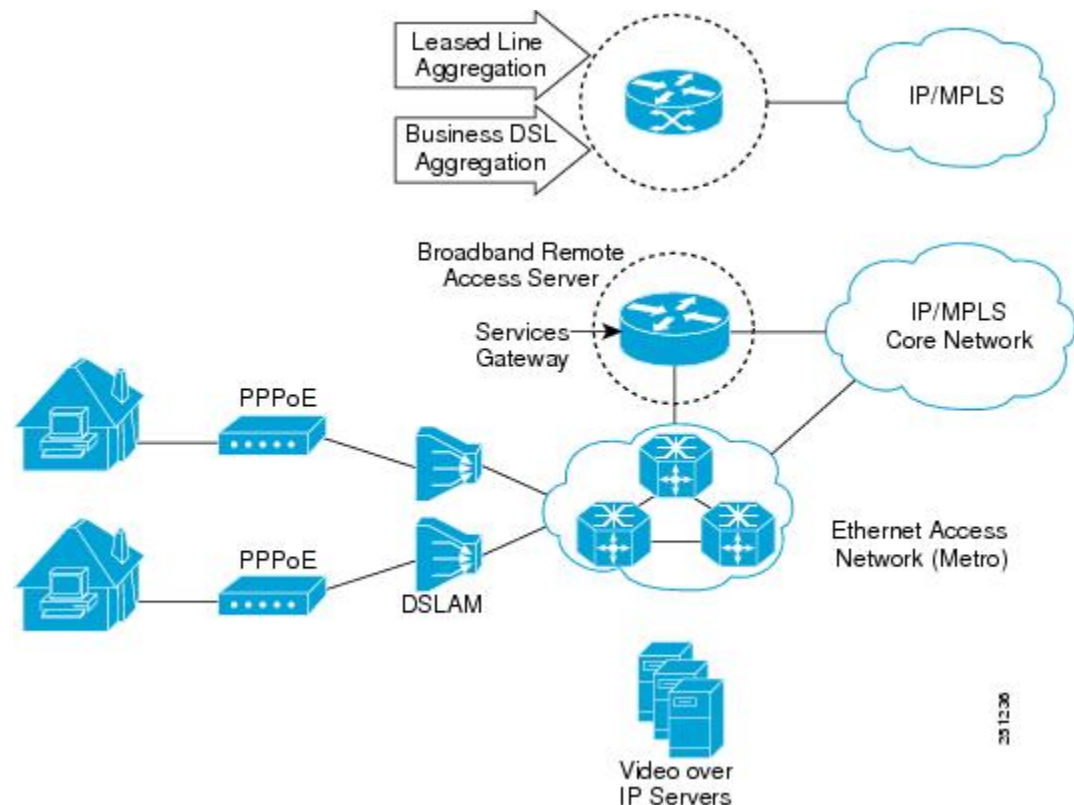 Leased Line
Aggregation
IP/MPLS
Business DSL
Aggregation
Broadband Remote
Access Server
Services
Gateway
IP/MPLS
Core Network
PPPoE
PPPoE
DSLAM
Ethernet Access
Network (Metro)
Video over
IP Servers
251236